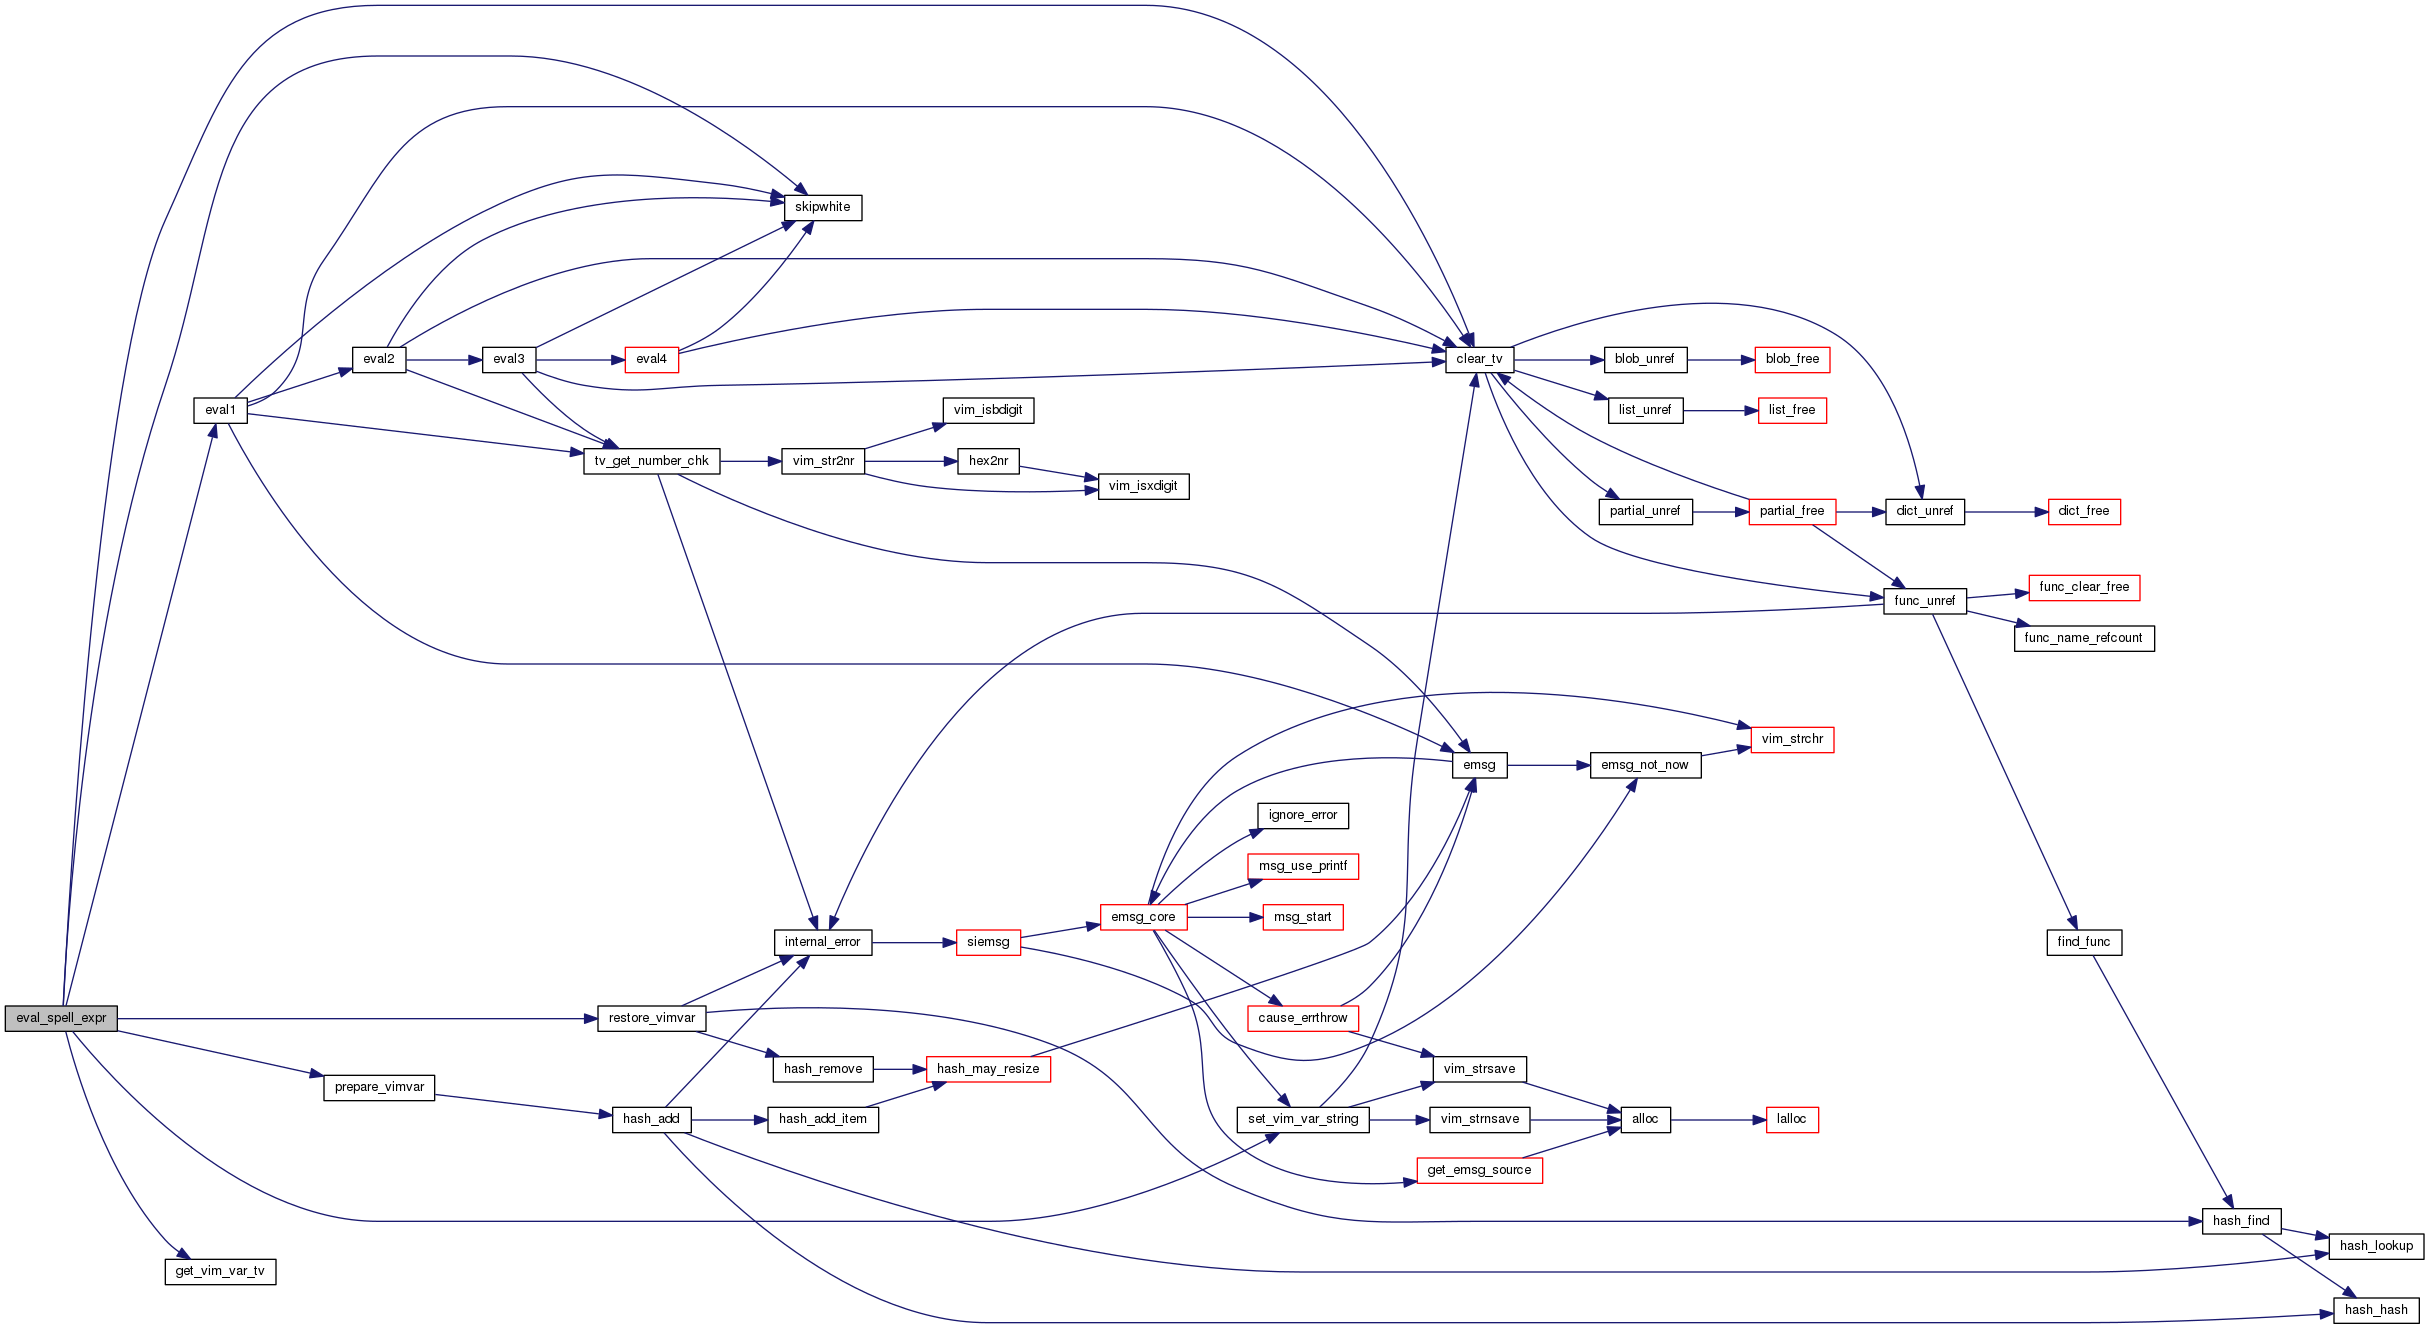 skipwhite
eval2
eval3
eval4
clear_tv
blob_unref
blob_free
eval1
vim_isbdigit
list_unref
list_free
tv_get_number_chk
vim_str2nr
hex2nr
vim_isxdigit
partial_unref
partial_free
dict_unref
dict_free
func_clear_free
func_unref
func_name_refcount
vim_strchr
emsg
emsg_not_now
ignore_error
msg_use_printf
emsg_core
msg_start
internal_error
siemsg
find_func
eval_spell_expr
restore_vimvar
cause_errthrow
hash_remove
hash_may_resize
vim_strsave
prepare_vimvar
hash_add
hash_add_item
set_vim_var_string
vim_strnsave
alloc
lalloc
get_emsg_source
hash_find
hash_lookup
get_vim_var_tv
hash_hash